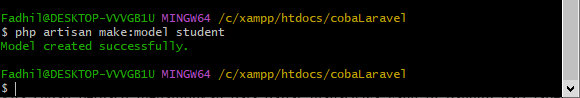 Fadhil@DESKTOP-VVVGB1U MINGW64 /c/xampp/htdocs/cobaLaravel
$ php artisan make:model student
Model created successfully.
Fadhil@DESKTOP-VVVGB1U MINGW64 /c/xampp/htdocs/cobaLaravel
$